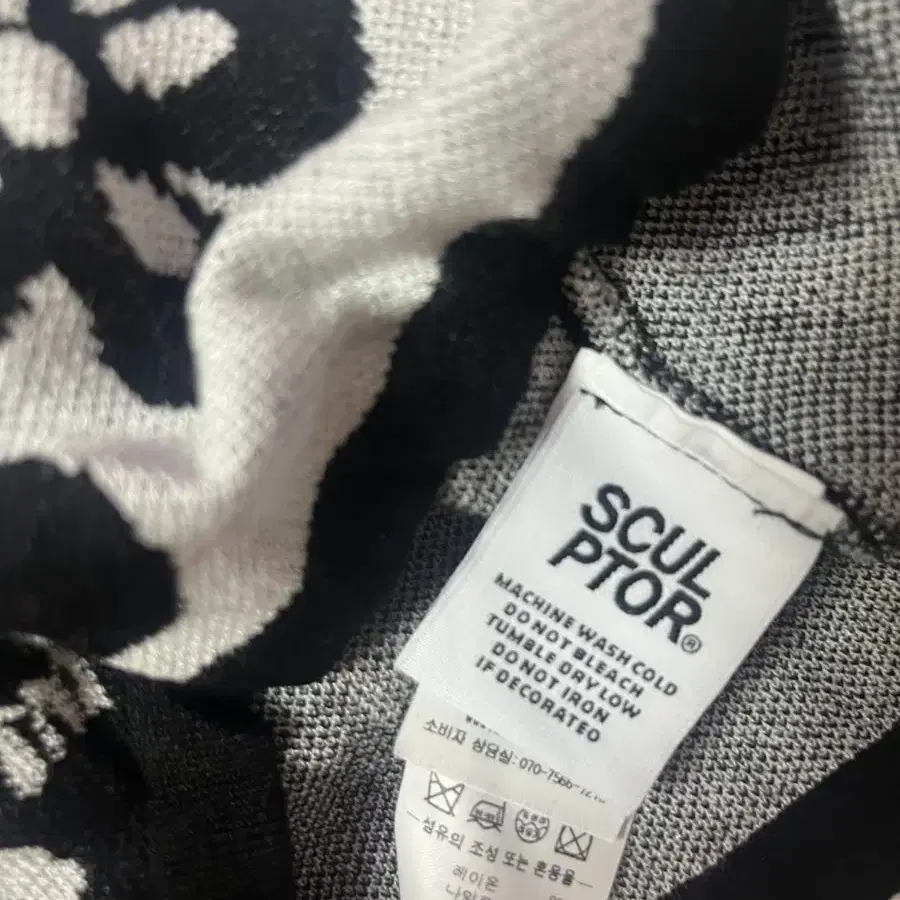 SCUL
PTOR®
MACHINE WASH COLD
DO NOT BLEACH
TUMBLE DRY LOW
DO NOT IRON
IF DECORATED
소비자 상담실: 070-7566-
섬유의 조성 또는 혼용율
레이온